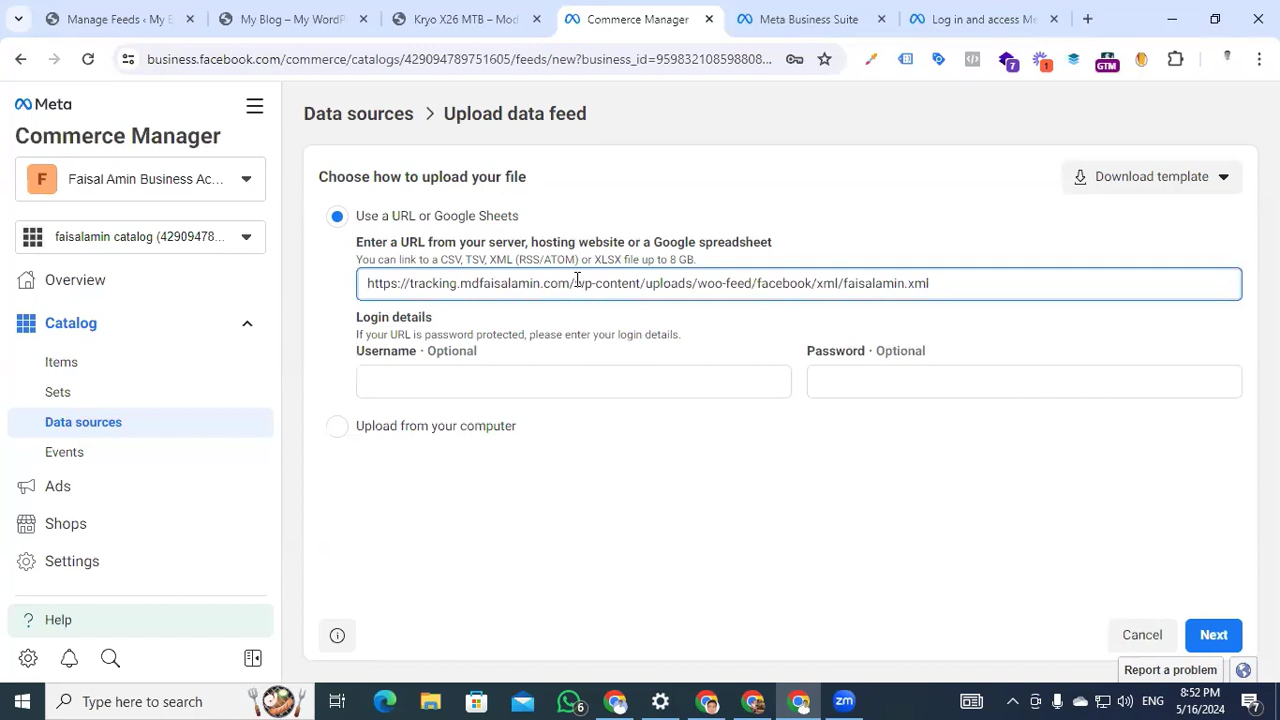 Manage Feeds ‹ My E
My Blog – My WordP
Kryo X26 MTB – Mod
Commerce Manager
Meta Business Suite
Log in and access Me
business.facebook.com/commerce/catalogs/429094789751605/feeds/new?business_id=959832108598808...
7
1
GTM
Meta
Commerce Manager
F
Faisal Amin Business Ac...
faisalamin catalog (42909478...
Overview
Catalog
Items
Sets
Data sources
Events
Ads
Shops
Settings
? Help
Data sources > Upload data feed
Choose how to upload your file
Download template
Use a URL or Google Sheets
Enter a URL from your server, hosting website or a Google spreadsheet
You can link to a CSV, TSV, XML (RSS/ATOM) or XLSX file up to 8 GB.
https://tracking.mdfaisalamin.com/wp-content/uploads/woo-feed/facebook/xml/faisalamin.xml
Login details
If your URL is password protected, please enter your login details.
Username · Optional
Password · Optional
Upload from your computer
Cancel
Next
Report a problem
Type here to search
6
zm
ENG
8:52 PM
5/16/2024
7